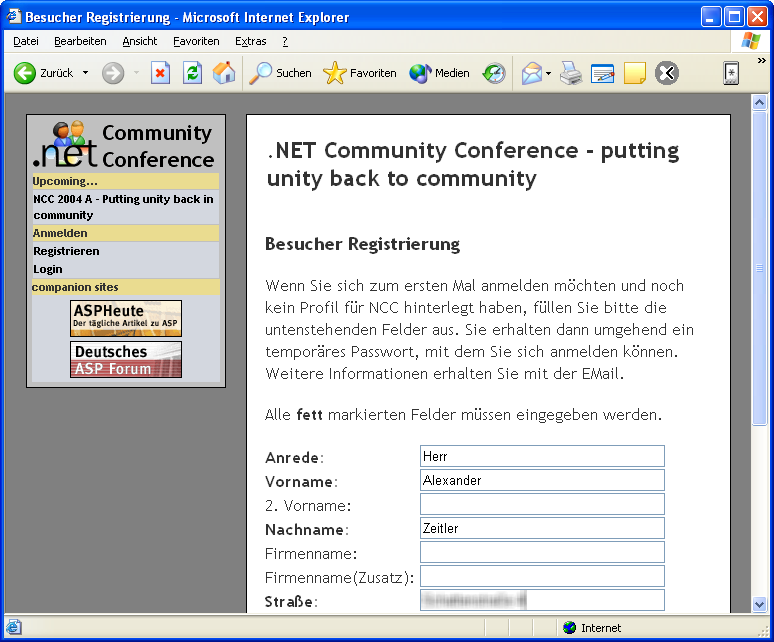 Besucher Registrierung - Microsoft Internet Explorer
Datei Bearbeiten Ansicht Favoriten Extras ?
Zurück Suchen Favoriten Medien
.net Community
Conference
Upcoming...
NCC 2004 A - Putting unity back in
community
Anmelden
Registrieren
Login
companion sites
ASPHeute
Der tägliche Artikel zu ASP
Deutsches
ASP Forum
.NET Community Conference - putting
unity back to community
Besucher Registrierung
Wenn Sie sich zum ersten Mal anmelden möchten und noch
kein Profil für NCC hinterlegt haben, füllen Sie bitte die
untenstehenden Felder aus. Sie erhalten dann umgehend ein
temporäres Passwort, mit dem Sie sich anmelden können.
Weitere Informationen erhalten Sie mit der EMail.
Alle fett markierten Felder müssen eingegeben werden.
Anrede: Herr
Vorname: Alexander
2. Vorname:
Nachname: Zeitler
Firmenname:
Firmenname(Zusatz):
Straße:
Internet